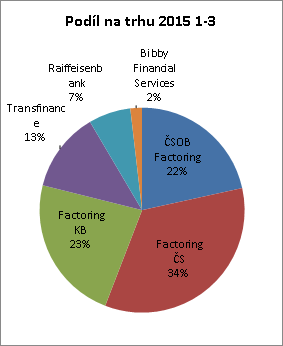 Podíl na trhu 2015 1-3
Bibby
Financial
Services
2%
Raiffeisenb
ank
7%
Transfinanc
e
13%
ČSOB
Factoring
22%
Factoring
KB
23%
Factoring
ČS
34%